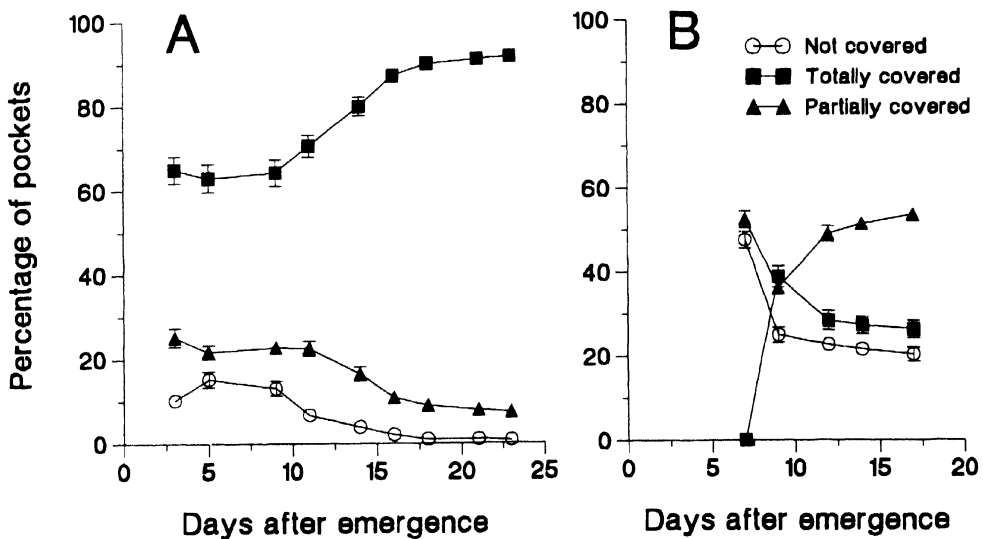 A
B
Not covered
Totally covered
Partially covered
Percentage of pockets
100
80
60
40
20
0
0 5 10 15 20 25
Days after emergence
100
80
60
40
20
0
0 5 10 15 20
Days after emergence